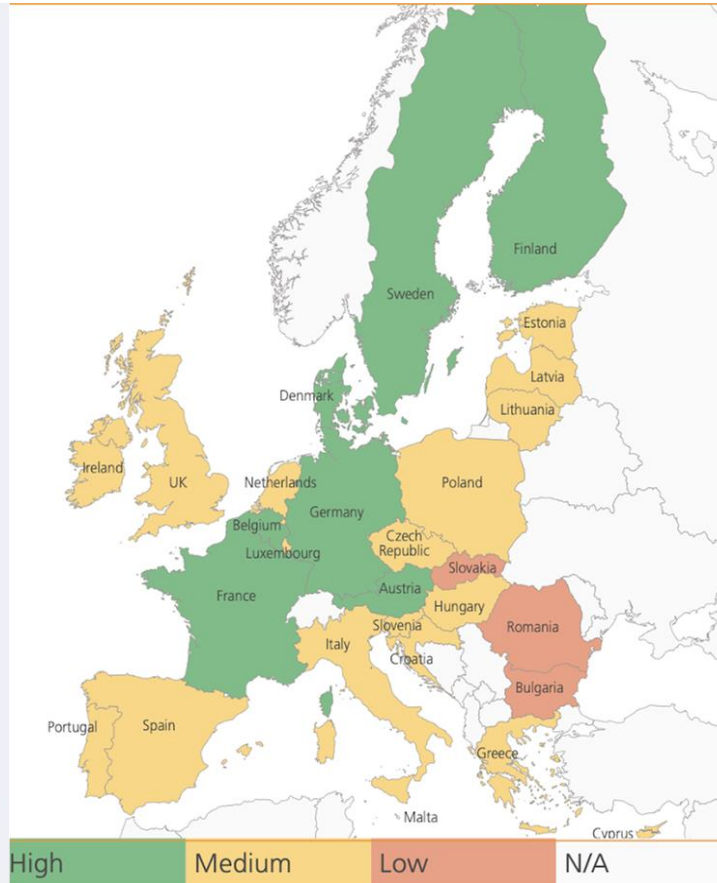 Finland
Sweden
Estonia
Latvia
Denmark
Lithuania
Ireland
UK
Netherlands
Poland
Germany
Belgium
Czech
Republic
Luxembourg
Slovakia
Austria
France
Hungary
Slovenia
Romania
Italy
Croatia
Bulgaria
Portugal
Spain
Greece
Malta
Cyprus
High
Medium
Low
N/A